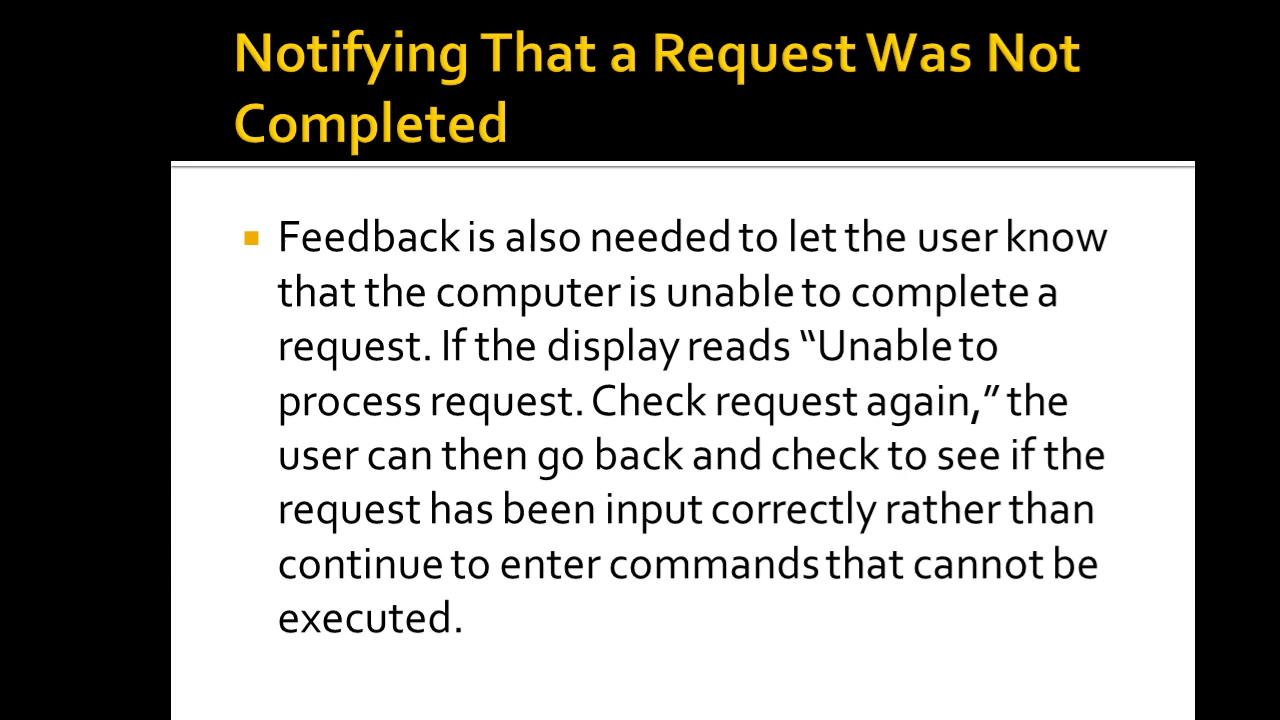 Notifying That a Request Was Not
Completed
Feedback is also needed to let the user know
that the computer is unable to complete a
request. If the display reads “Unable to
process request. Check request again,” the
user can then go back and check to see if the
request has been input correctly rather than
continue to enter commands that cannot be
executed.